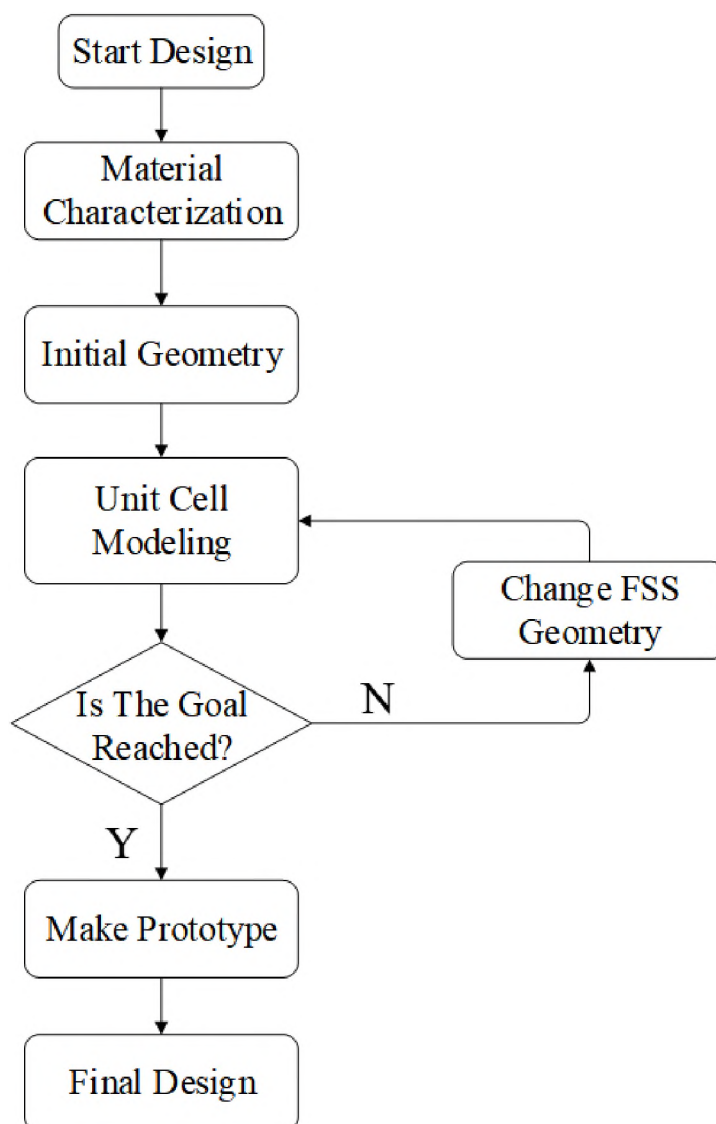 Start Design
Material
Characterization
Initial Geometry
Unit Cell
Modeling
Change FSS
Geometry
Is The Goal
Reached?
N
Y
Make Prototype
Final Design